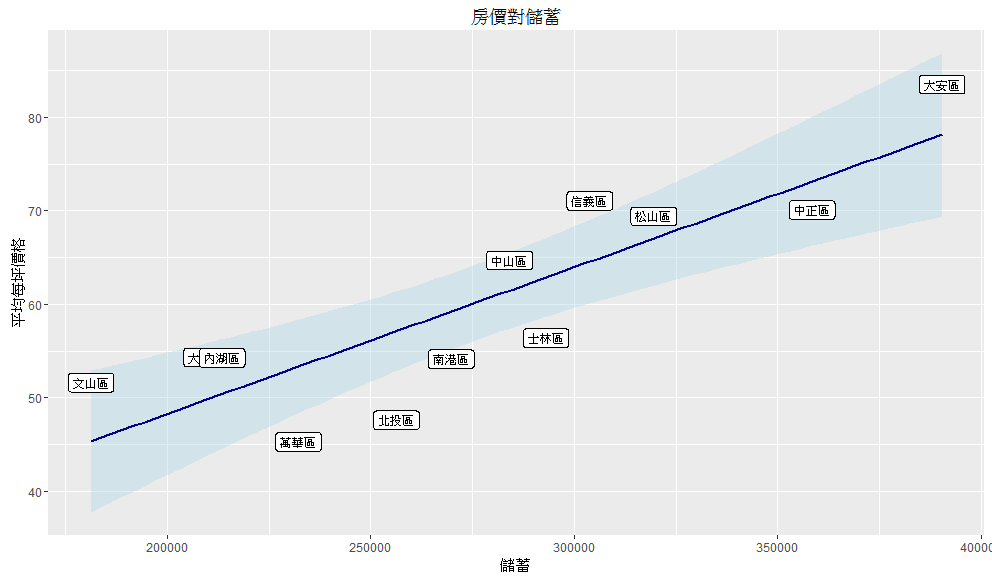 房價對儲蓄
平均每坪價格
80
70
60
50
40
大安區
信義區
松山區
中正區
中山區
士林區
大
內湖區
南港區
文山區
北投區
萬華區
200000
250000
300000
350000
40000
儲蓄